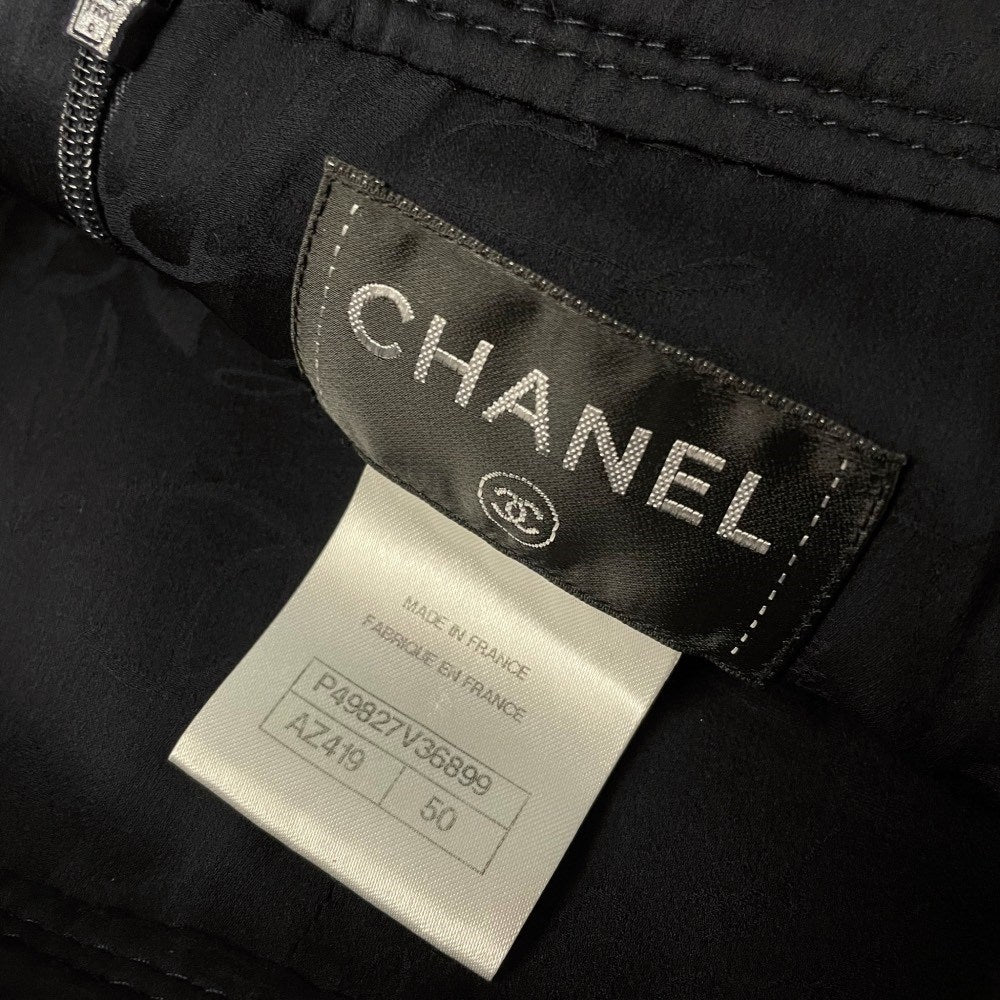 CHANEL
MADE IN FRANCE
FABRIQUE EN FRANCE
P49827V36899
AZ419 50